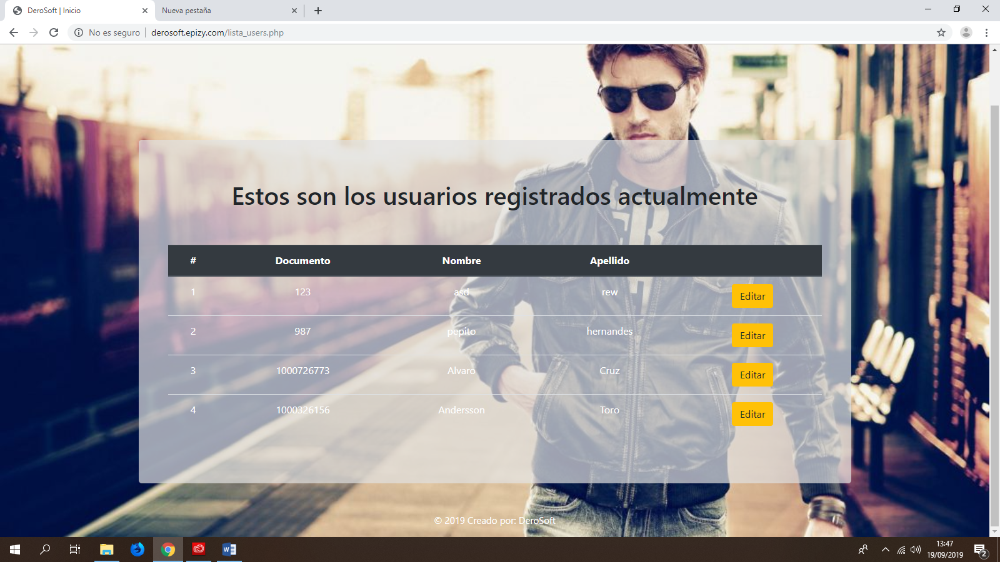 DeroSoft | Inicio
Nueva pestaña
No es seguro
derosoft.epizy.com/lista_users.php
Estos son los usuarios registrados actualmente
# Documento Nombre Apellido
1 123 asd rew Editar
2 987 pepito hernandes Editar
3 1000726773 Alvaro Cruz Editar
4 1000326156 Andersson Toro Editar
© 2019 Creado por: DeroSoft
13:47
19/09/2019
2